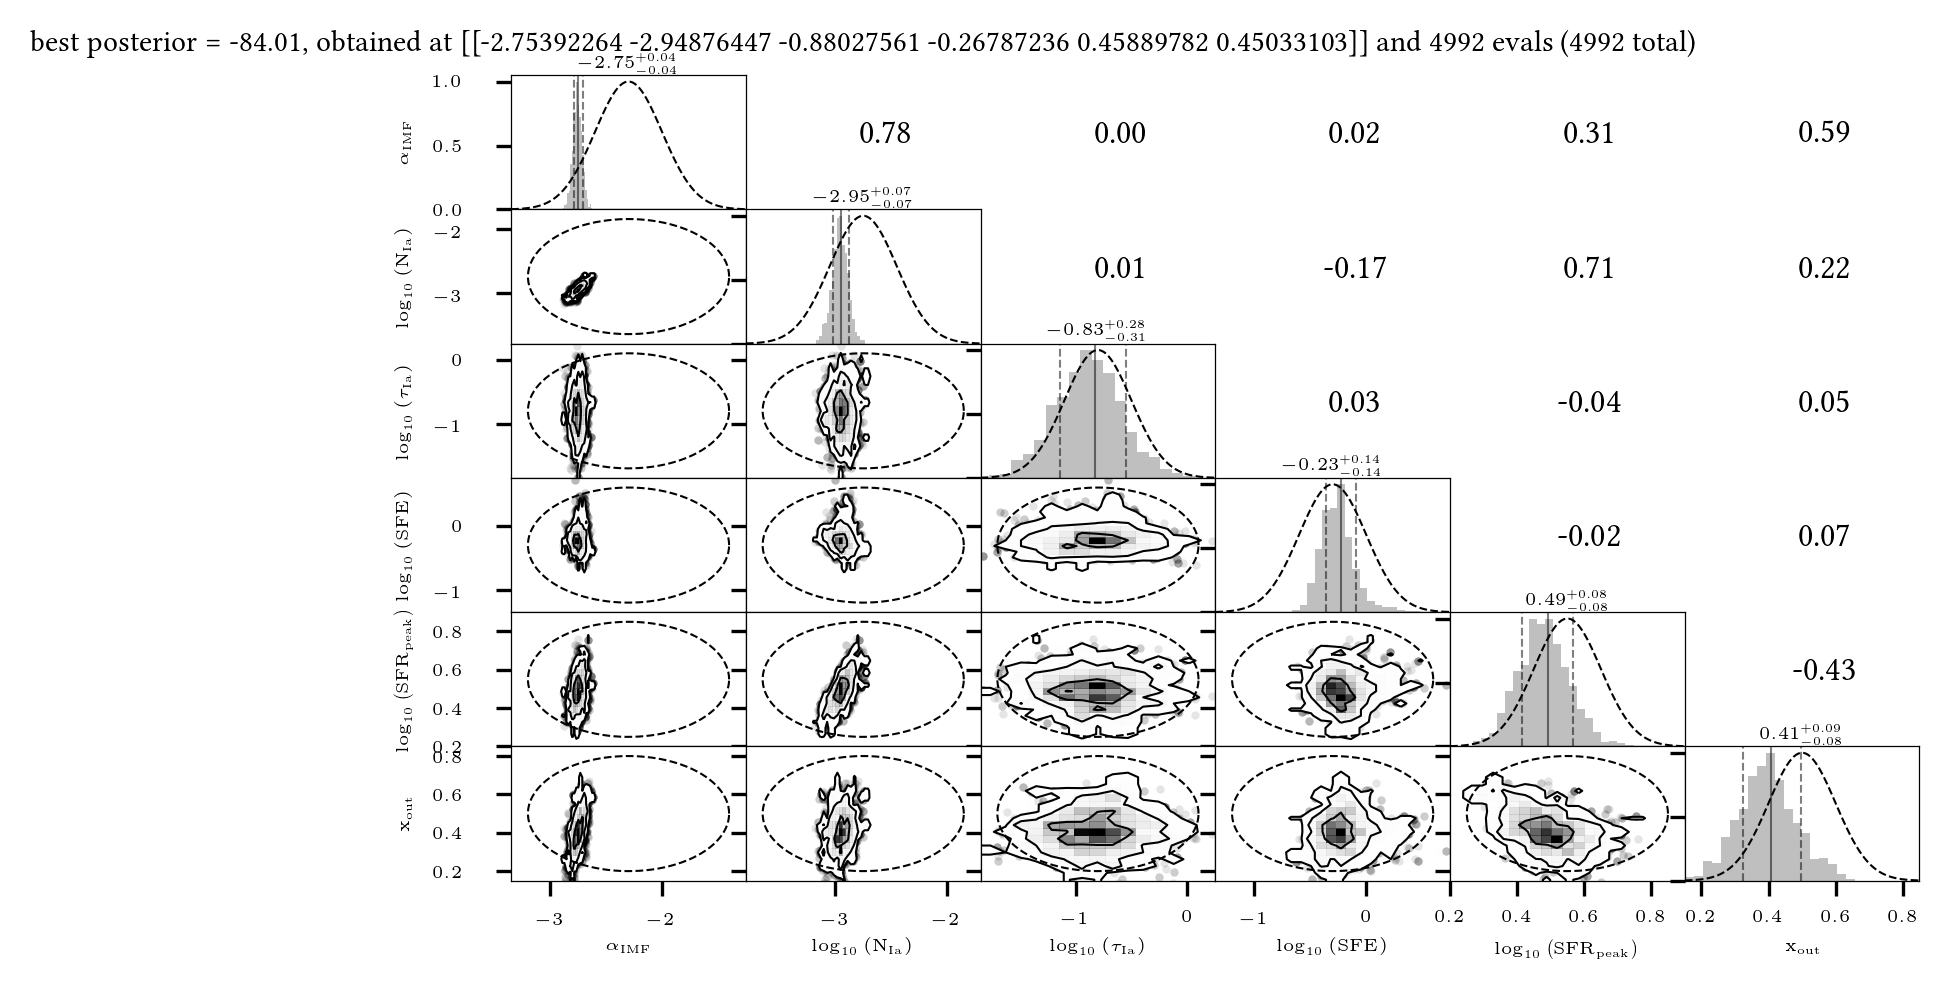 best posterior = -84.01, obtained at [[-2.75392264 -2.94876447 -0.88027561 -0.26787236 0.45889782 0.45033103]] and 4992 evals (4992 total)
−2.75 +0.04 −0.04
1.0
0.5
0.0
α_IMF
0.78
0.00
0.02
0.31
0.59
−2.95 +0.07 −0.07
−2
−3
log₁₀ (N_Ia)
0.01
-0.17
0.71
0.22
−0.83 +0.28 −0.31
0
−1
log₁₀ (τ_Ia)
0.03
-0.04
0.05
−0.23 +0.14 −0.14
0
−1
log₁₀ (SFE)
-0.02
0.07
0.49 +0.08 −0.08
0.8
0.6
0.4
0.2
log₁₀ (SFR_peak)
-0.43
0.41 +0.09 −0.08
0.8
0.6
0.4
0.2
x_out
−3 −2 −3 −2 −1 0 −1 0 0.2 0.4 0.6 0.2 0.4 0.6 0.8
α_IMF log₁₀ (N_Ia) log₁₀ (τ_Ia) log₁₀ (SFE) log₁₀ (SFR_peak) x_out